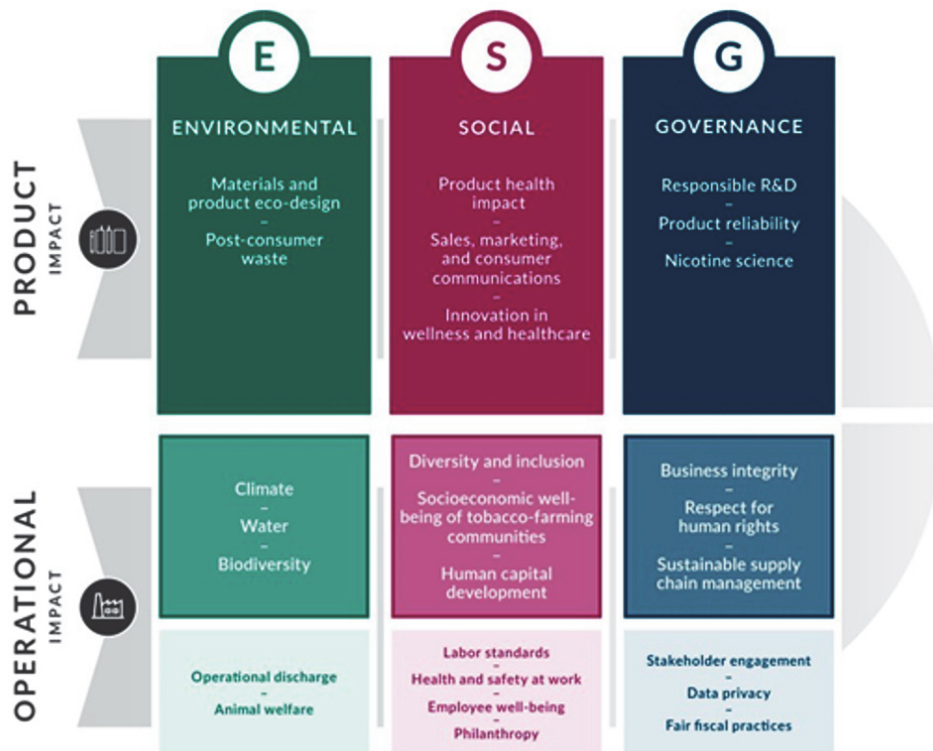 E
ENVIRONMENTAL
Materials and
product eco-design
–
Post-consumer
waste
S
SOCIAL
Product health
impact
–
Sales, marketing,
and consumer
communications
–
Innovation in
wellness and healthcare
G
GOVERNANCE
Responsible R&D
–
Product reliability
–
Nicotine science
PRODUCT
IMPACT
Climate
–
Water
–
Biodiversity
Diversity and inclusion
–
Socioeconomic well-
being of tobacco-farming
communities
–
Human capital
development
Business integrity
–
Respect for
human rights
–
Sustainable supply
chain management
OPERATIONAL
IMPACT
Operational discharge
–
Animal welfare
Labor standards
–
Health and safety at work
–
Employee well-being
–
Philanthropy
Stakeholder engagement
–
Data privacy
–
Fair fiscal practices